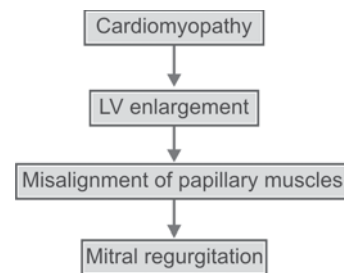 Cardiomyopathy
LV enlargement
Misalignment of papillary muscles
Mitral regurgitation